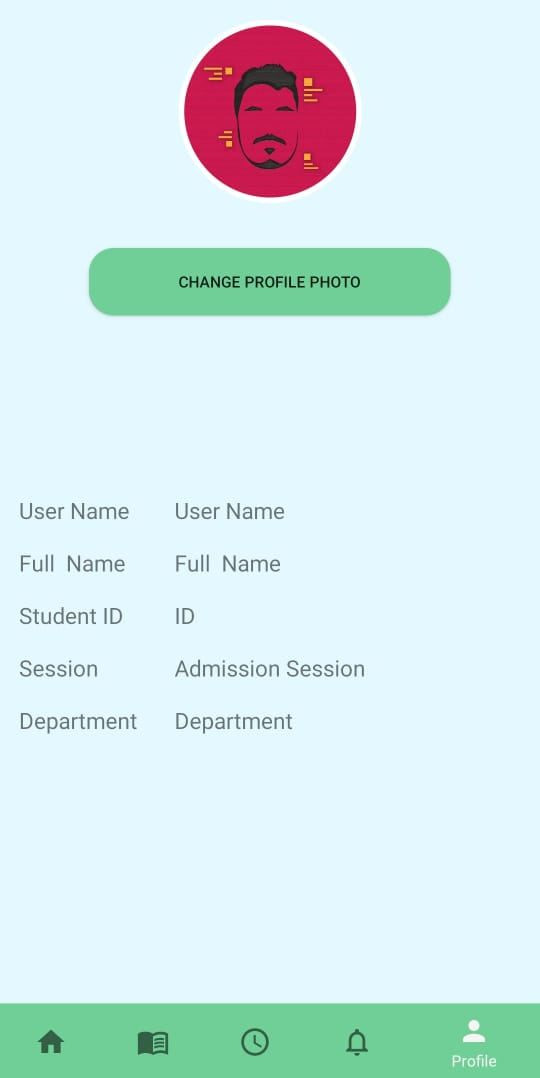 CHANGE PROFILE PHOTO
User Name User Name
Full  Name Full  Name
Student ID ID
Session Admission Session
Department Department
Profile